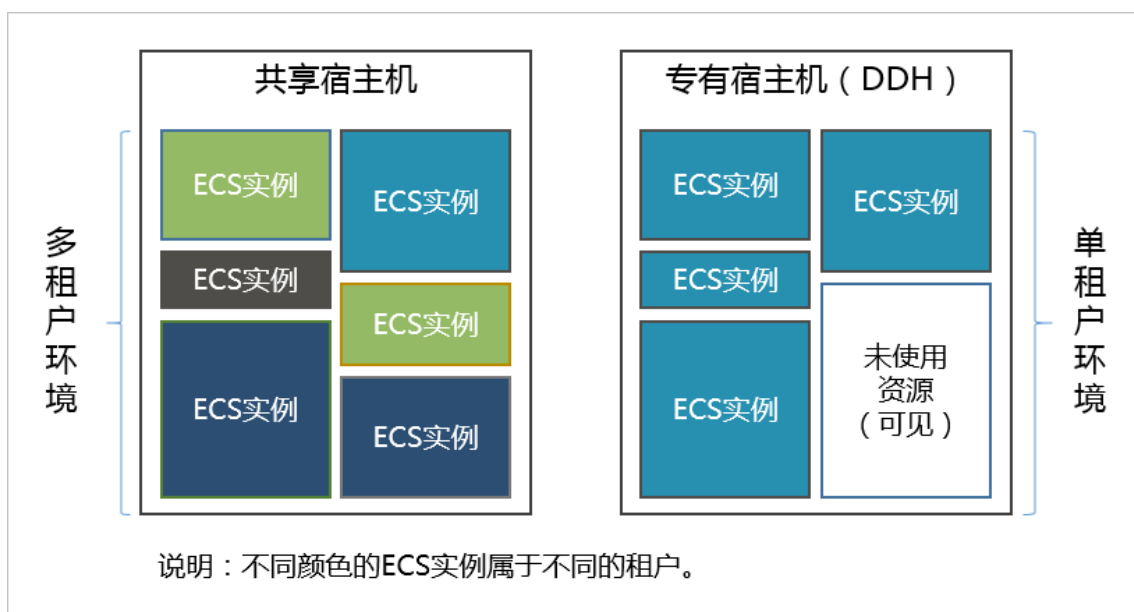 共享宿主机
专有宿主机（DDH）
多租户环境
ECS实例
ECS实例
ECS实例
ECS实例
ECS实例
ECS实例
ECS实例
ECS实例
ECS实例
ECS实例
未使用
资源
（可见）
单租户环境
说明：不同颜色的ECS实例属于不同的租户。